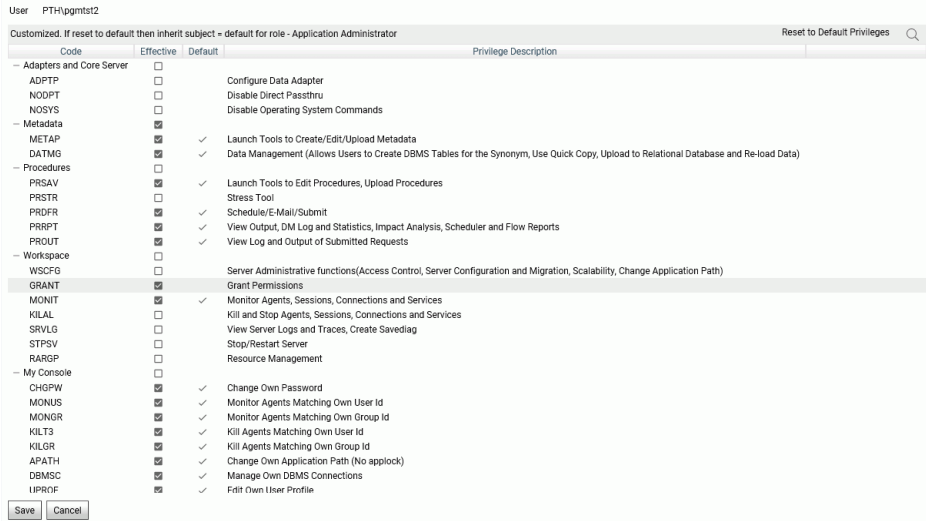 User PTH\pgmtst2
Customized. If reset to default then inherit subject = default for role - Application Administrator Reset to Default Privileges
Code Effective Default Privilege Description
Adapters and Core Server
ADPTP Configure Data Adapter
NODPT Disable Direct Passthru
NOSYS Disable Operating System Commands
Metadata
METAP Launch Tools to Create/Edit/Upload Metadata
DATMG Data Management (Allows Users to Create DBMS Tables for the Synonym, Use Quick Copy, Upload to Relational Database and Re-load Data)
Procedures
PRSAV Launch Tools to Edit Procedures, Upload Procedures
PRSTR Stress Tool
PRDFR Schedule/E-Mail/Submit
PRRPT View Output, DM Log and Statistics, Impact Analysis, Scheduler and Flow Reports
PROUT View Log and Output of Submitted Requests
Workspace
WSCFG Server Administrative functions(Access Control, Server Configuration and Migration, Scalability, Change Application Path)
GRANT Grant Permissions
MONIT Monitor Agents, Sessions, Connections and Services
KILAL Kill and Stop Agents, Sessions, Connections and Services
SRVLG View Server Logs and Traces, Create Savediag
STPSV Stop/Restart Server
RARGP Resource Management
My Console
CHGPW Change Own Password
MONUS Monitor Agents Matching Own User Id
MONGR Monitor Agents Matching Own Group Id
KILT3 Kill Agents Matching Own User Id
KILGR Kill Agents Matching Own Group Id
APATH Change Own Application Path (No applock)
DBMSC Manage Own DBMS Connections
UPROF Edit Own User Profile
Save Cancel